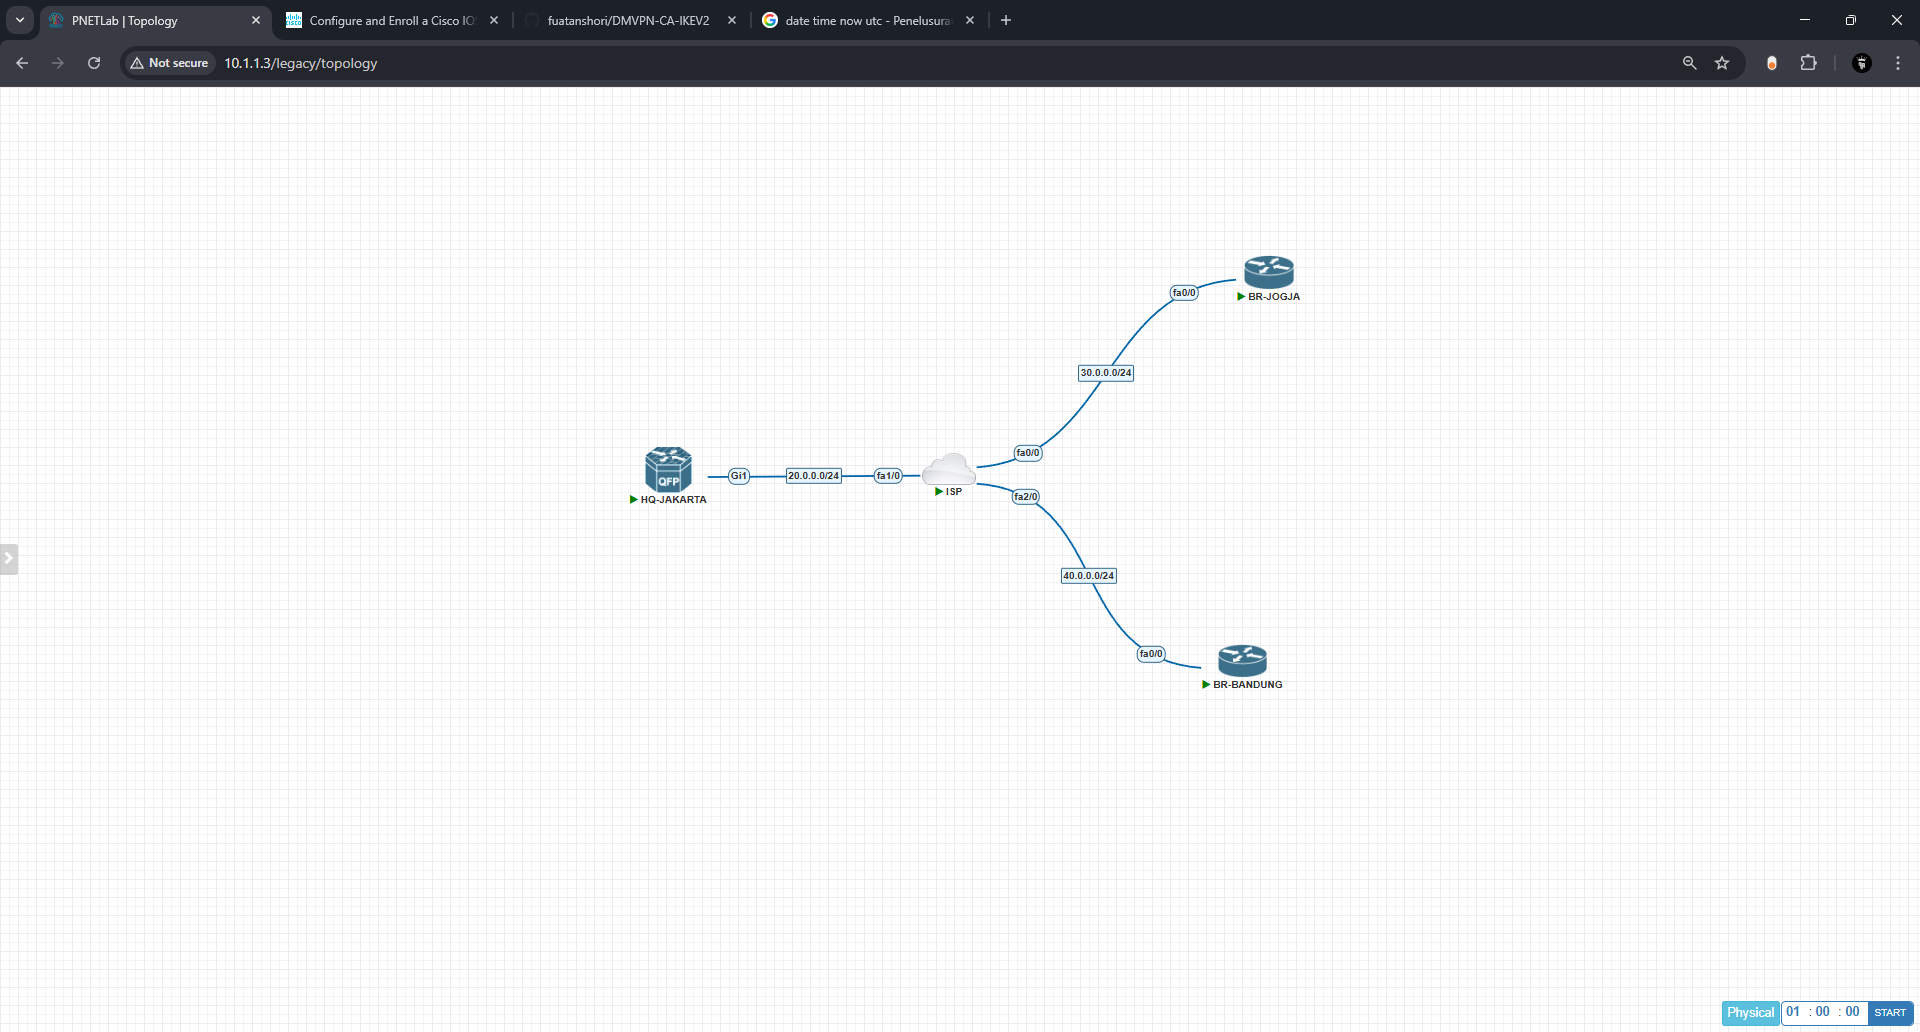 PNETLab | Topology
Configure and Enroll a Cisco IO
fuatanshori/DMVPN-CA-IKEV2
date time now utc - Penelusura
Not secure
10.1.1.3/legacy/topology
fa0/0
BR-JOGJA
30.0.0.0/24
fa0/0
QFP
HQ-JAKARTA
Gi1
20.0.0.0/24
fa1/0
ISP
fa2/0
40.0.0.0/24
fa0/0
BR-BANDUNG
Physical
01 : 00 : 00
START